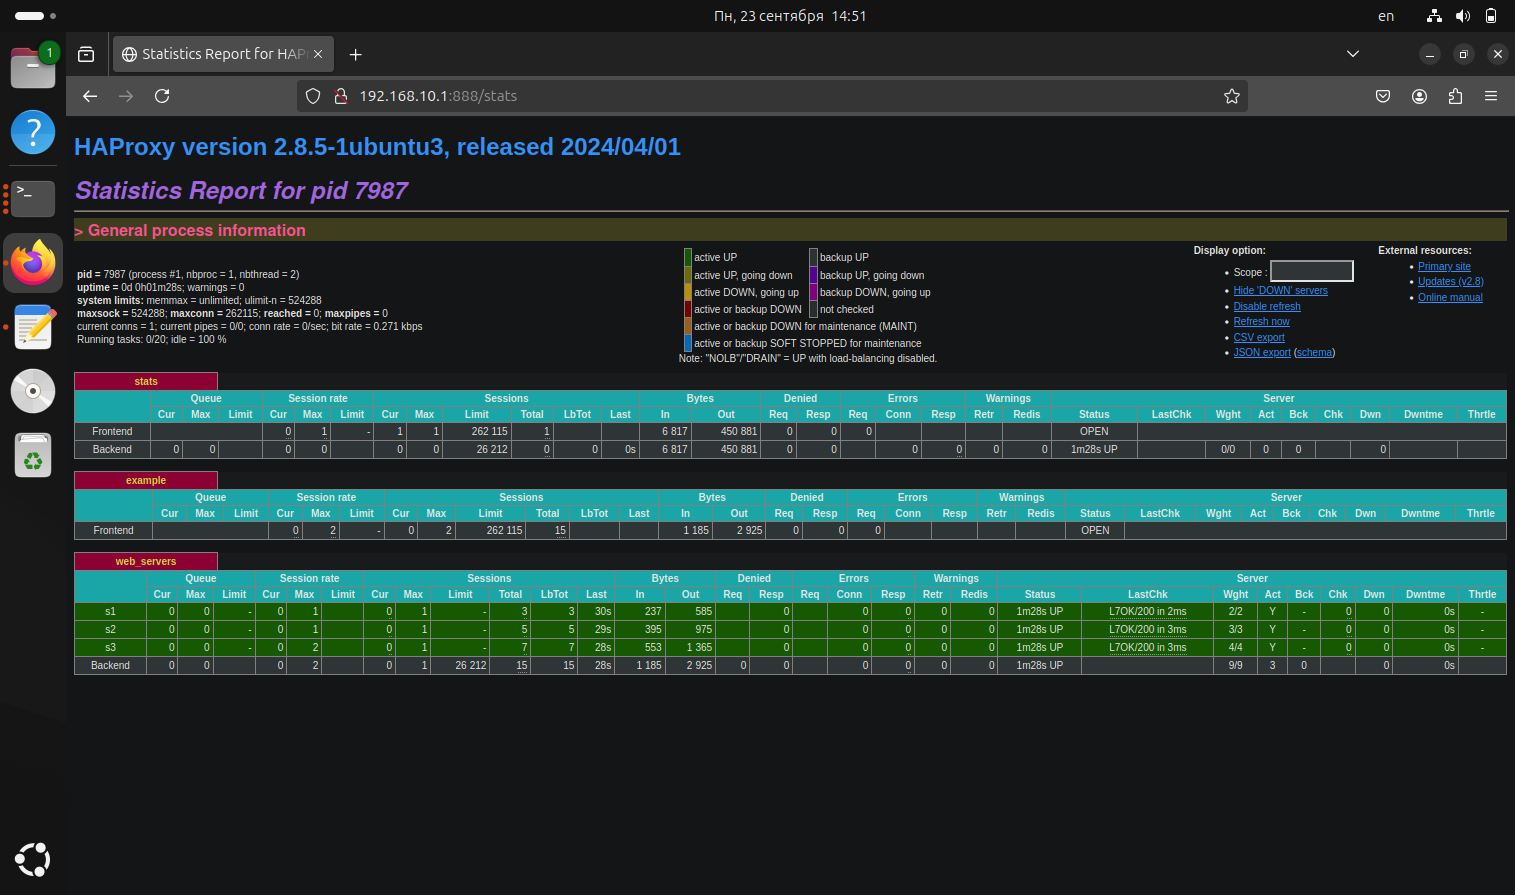 Пн, 23 сентября 14:51
en
1
Statistics Report for HAP
192.168.10.1:888/stats
HAProxy version 2.8.5-1ubuntu3, released 2024/04/01
Statistics Report for pid 7987
> General process information
pid = 7987 (process #1, nbproc = 1, nbthread = 2)
uptime = 0d 0h01m28s; warnings = 0
system limits: memmax = unlimited; ulimit-n = 524288
maxsock = 524288; maxconn = 262115; reached = 0; maxpipes = 0
current conns = 1; current pipes = 0/0; conn rate = 0/sec; bit rate = 0.271 kbps
Running tasks: 0/20; idle = 100 %
active UP backup UP
active UP, going down backup UP, going down
active DOWN, going up backup DOWN, going up
active or backup DOWN not checked
active or backup DOWN for maintenance (MAINT)
active or backup SOFT STOPPED for maintenance
Note: "NOLB"/"DRAIN" = UP with load-balancing disabled.
Display option:
Scope :
Hide 'DOWN' servers
Disable refresh
Refresh now
CSV export
JSON export (schema)
External resources:
Primary site
Updates (v2.8)
Online manual
stats
Queue Session rate Sessions Bytes Denied Errors Warnings Server
Cur Max Limit Cur Max Limit Cur Max Limit Total LbTot Last In Out Req Resp Req Conn Resp Retr Redis Status LastChk Wght Act Bck Chk Dwn Dwntme Thrtle
Frontend 0 1 - 1 1 262 115 1 6 817 450 881 0 0 0 OPEN
Backend 0 0 0 0 0 0 26 212 0 0 0s 6 817 450 881 0 0 0 0 0 0 1m28s UP 0/0 0 0 0
example
Queue Session rate Sessions Bytes Denied Errors Warnings Server
Cur Max Limit Cur Max Limit Cur Max Limit Total LbTot Last In Out Req Resp Req Conn Resp Retr Redis Status LastChk Wght Act Bck Chk Dwn Dwntme Thrtle
Frontend 0 2 - 0 2 262 115 15 1 185 2 925 0 0 0 OPEN
web_servers
Queue Session rate Sessions Bytes Denied Errors Warnings Server
Cur Max Limit Cur Max Limit Cur Max Limit Total LbTot Last In Out Req Resp Req Conn Resp Retr Redis Status LastChk Wght Act Bck Chk Dwn Dwntme Thrtle
s1 0 0 - 0 1 0 1 - 3 3 30s 237 585 0 0 0 0 0 1m28s UP L7OK/200 in 2ms 2/2 Y - 0 0 0s -
s2 0 0 - 0 1 0 1 - 5 5 29s 395 975 0 0 0 0 0 1m28s UP L7OK/200 in 3ms 3/3 Y - 0 0 0s -
s3 0 0 - 0 2 0 1 - 7 7 28s 553 1 365 0 0 0 0 0 1m28s UP L7OK/200 in 3ms 4/4 Y - 0 0 0s -
Backend 0 0 0 2 0 1 26 212 15 15 28s 1 185 2 925 0 0 0 0 0 0 1m28s UP 9/9 3 0 0 0s